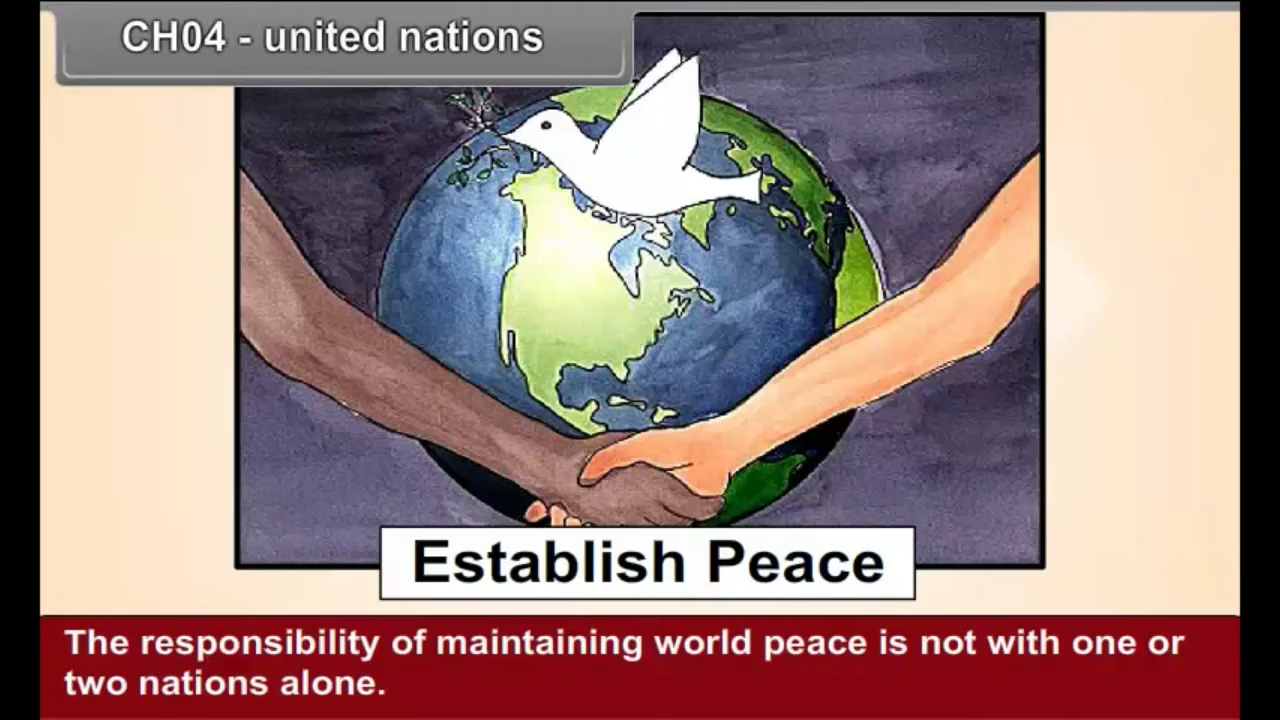 CH04 - united nations
Establish Peace
The responsibility of maintaining world peace is not with one or
two nations alone.